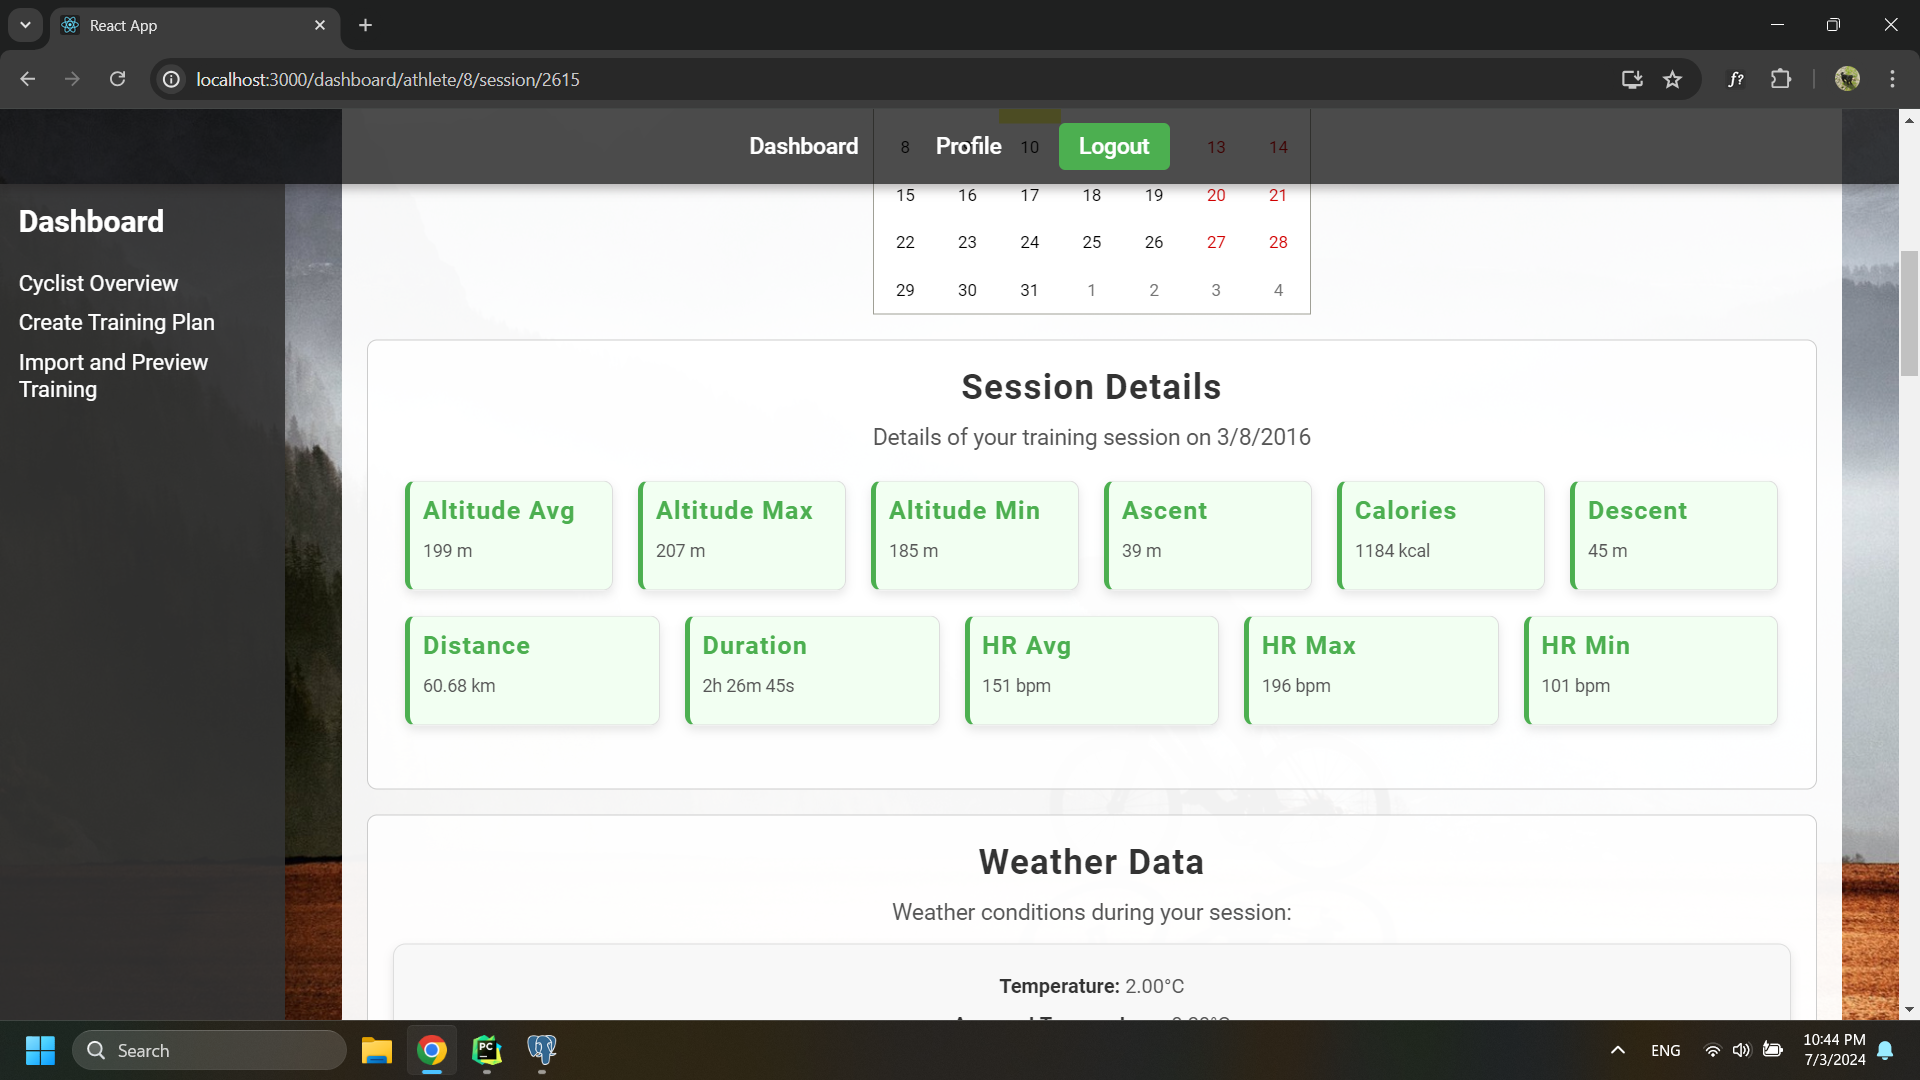 React App
localhost:3000/dashboard/athlete/8/session/2615
f?
Dashboard Profile Logout
8 10 13 14
15 16 17 18 19 20 21
22 23 24 25 26 27 28
29 30 31 1 2 3 4
Dashboard
Cyclist Overview
Create Training Plan
Import and Preview
Training
Session Details
Details of your training session on 3/8/2016
Altitude Avg
199 m
Altitude Max
207 m
Altitude Min
185 m
Ascent
39 m
Calories
1184 kcal
Descent
45 m
Distance
60.68 km
Duration
2h 26m 45s
HR Avg
151 bpm
HR Max
196 bpm
HR Min
101 bpm
Weather Data
Weather conditions during your session:
Temperature: 2.00°C
Search
PC
ENG
10:44 PM
7/3/2024